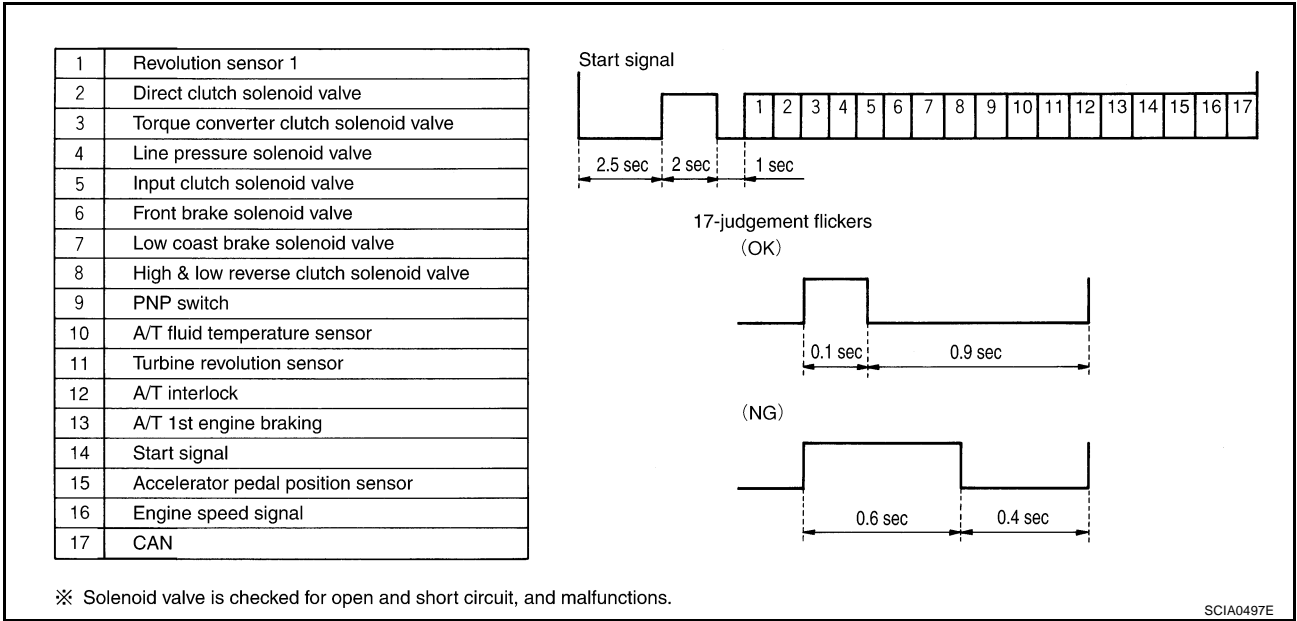 1 Revolution sensor 1
2 Direct clutch solenoid valve
3 Torque converter clutch solenoid valve
4 Line pressure solenoid valve
5 Input clutch solenoid valve
6 Front brake solenoid valve
7 Low coast brake solenoid valve
8 High & low reverse clutch solenoid valve
9 PNP switch
10 A/T fluid temperature sensor
11 Turbine revolution sensor
12 A/T interlock
13 A/T 1st engine braking
14 Start signal
15 Accelerator pedal position sensor
16 Engine speed signal
17 CAN
Start signal
1 2 3 4 5 6 7 8 9 10 11 12 13 14 15 16 17
2.5 sec 2 sec 1 sec
17-judgement flickers
(OK)
0.1 sec 0.9 sec
(NG)
0.6 sec 0.4 sec
※ Solenoid valve is checked for open and short circuit, and malfunctions.
SCIA0497E